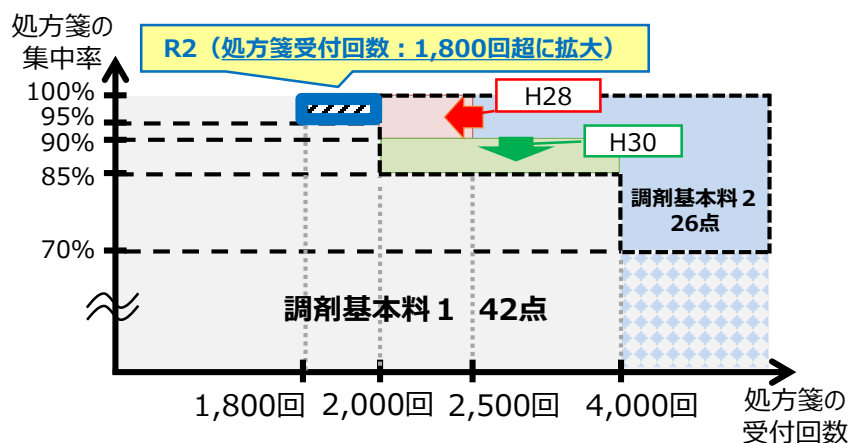 処方箋の
集中率
R2（処方箋受付回数：1,800回超に拡大）
100%
95%
90%
85%
70%
H28
H30
調剤基本料２
26点
調剤基本料１ 42点
1,800回
2,000回
2,500回
4,000回
処方箋の
受付回数